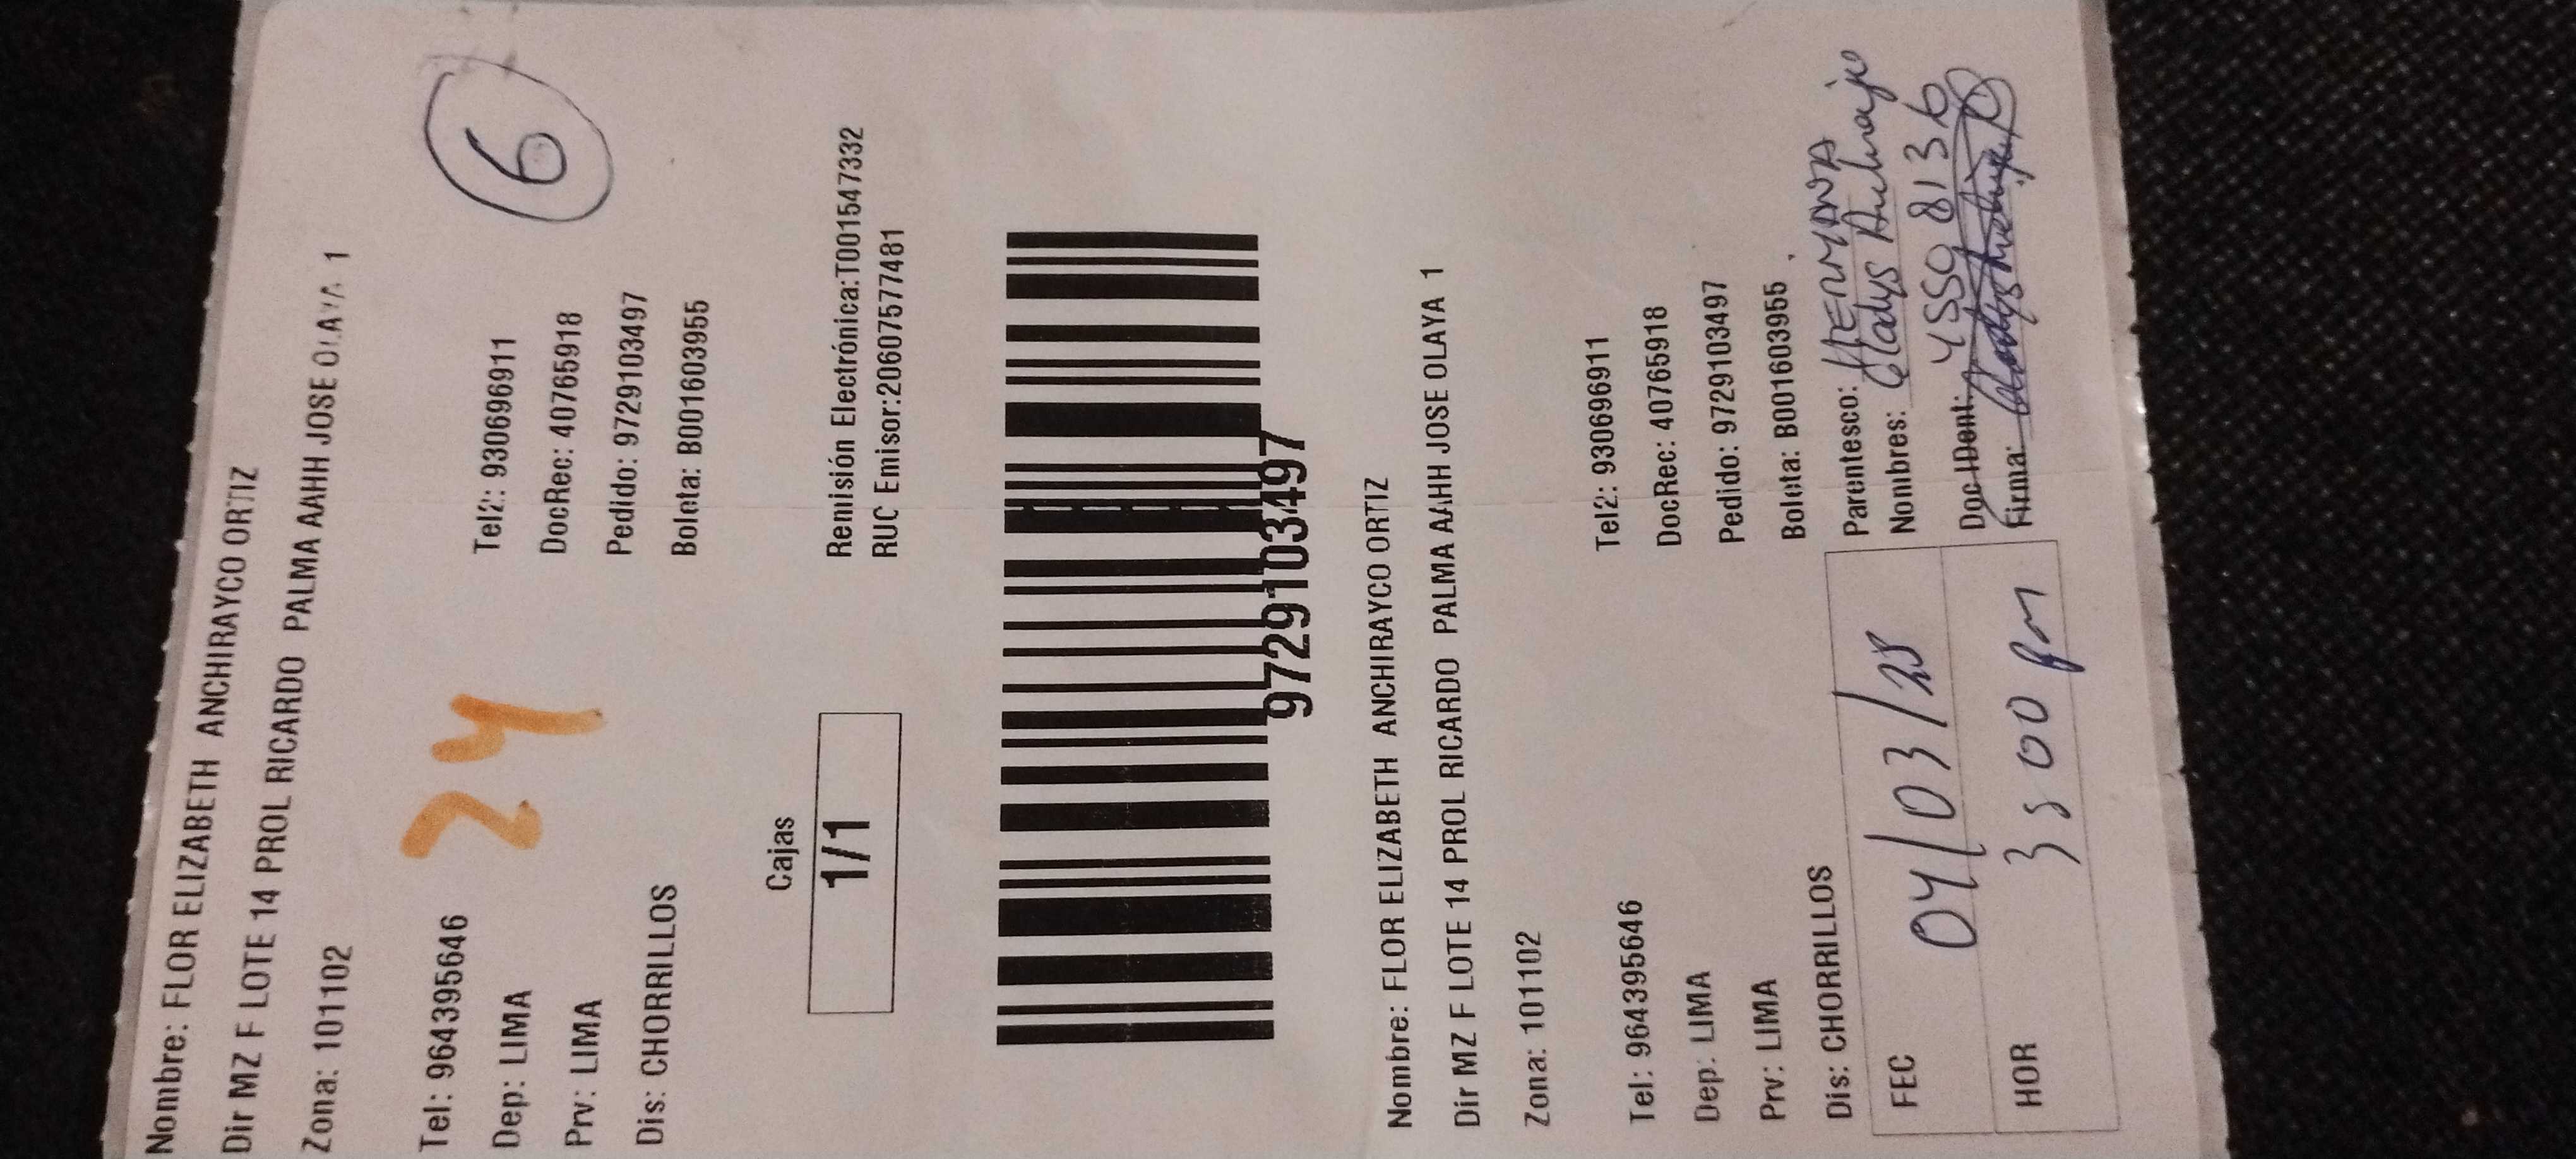 Nombre: FLOR ELIZABETH ANCHIRAYCO ORTIZ
Dir MZ F LOTE 14 PROL RICARDO PALMA AAHH JOSE OLAYA 1
Zona: 101102
6
Tel: 964395646
24
Tel2: 930696911
Dep: LIMA
DocRec: 40765918
Prv: LIMA
Pedido: 9729103497
Dis: CHORRILLOS
Boleta: B001603955
Cajas
1/1
Remisión Electrónica:T001547332
RUC Emisor:20607577481
9729103497
Nombre: FLOR ELIZABETH ANCHIRAYCO ORTIZ
Dir MZ F LOTE 14 PROL RICARDO PALMA AAHH JOSE OLAYA 1
Zona: 101102
Tel: 964395646
Tel2: 930696911
Dep: LIMA
DocRec: 40765918
Prv: LIMA
Pedido: 9729103497
Dis: CHORRILLOS
Boleta: B001603955
FEC 04/03/25
Parentesco: HERMANA
Nombres: Gladys
HOR 3:00 pm
Doc IDent: 45598136
Firma: